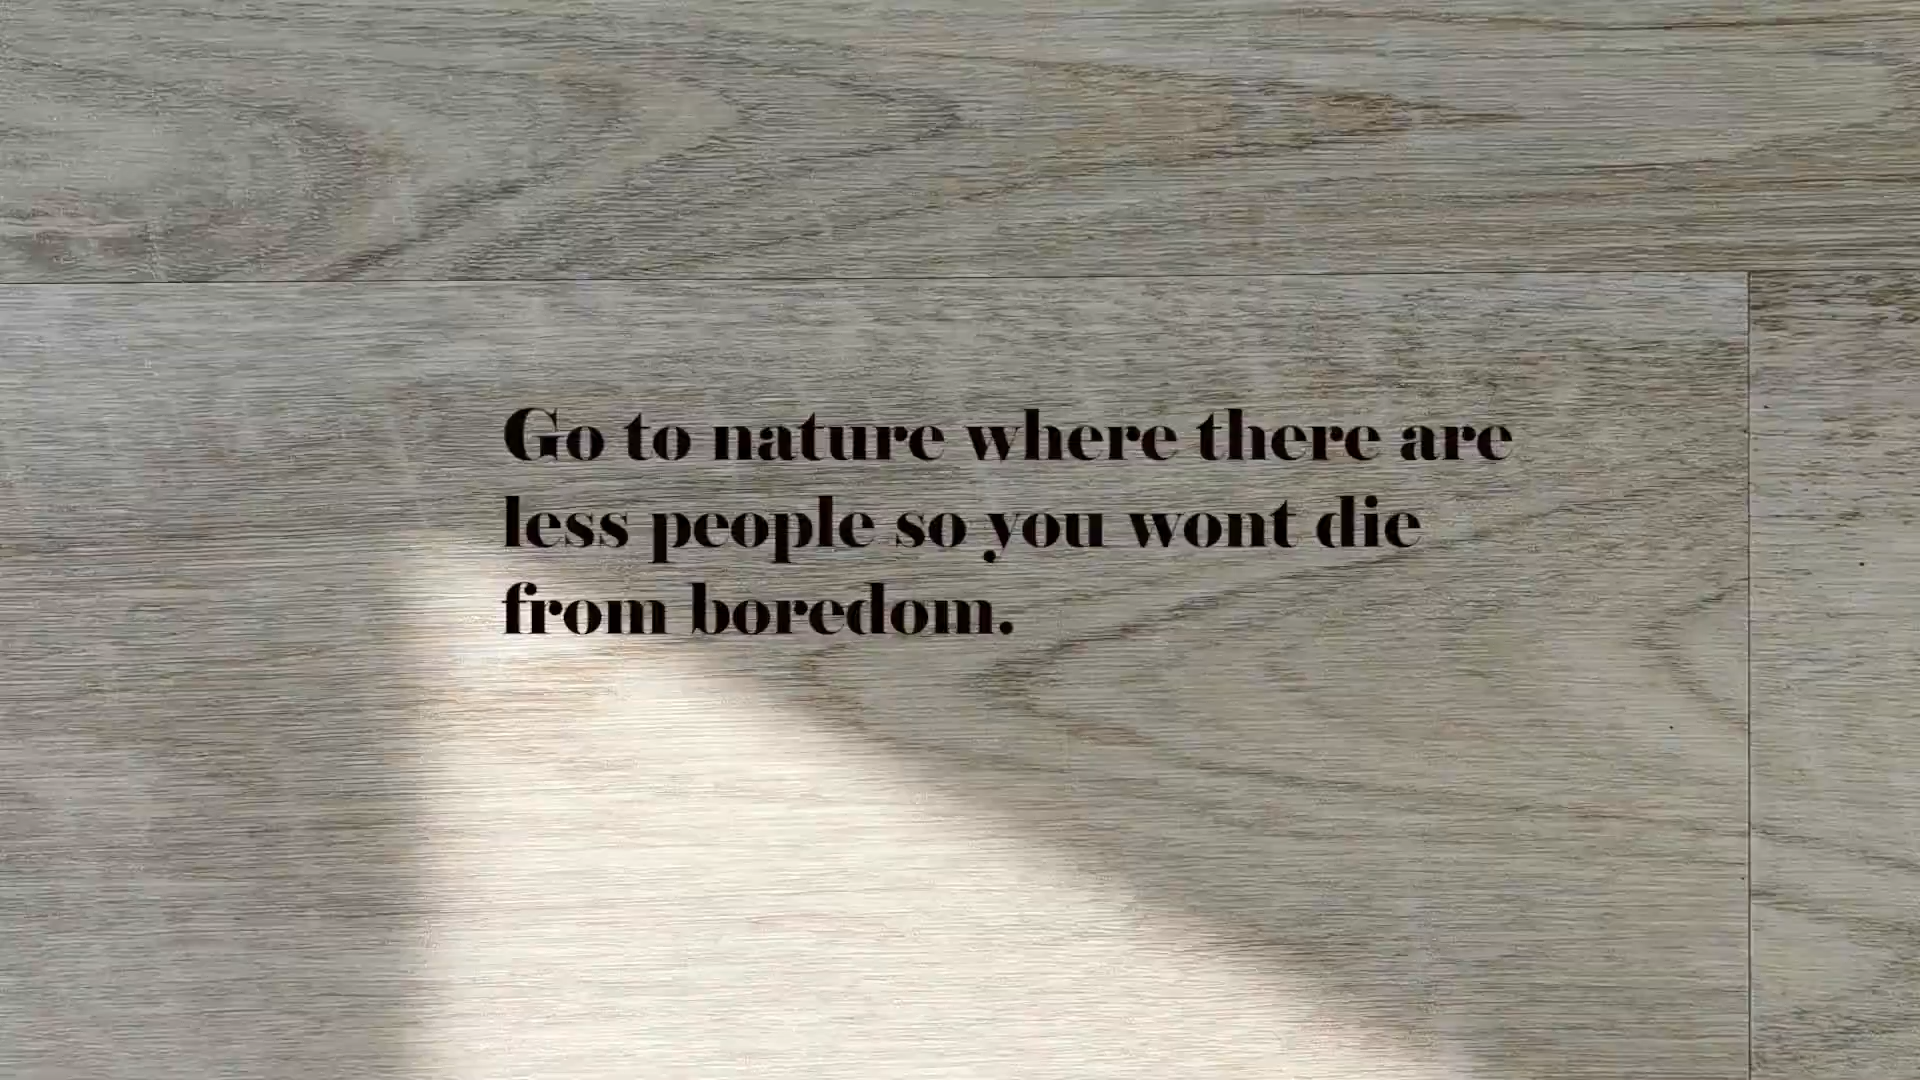 Go to nature where there are
less people so you wont die
from boredom.